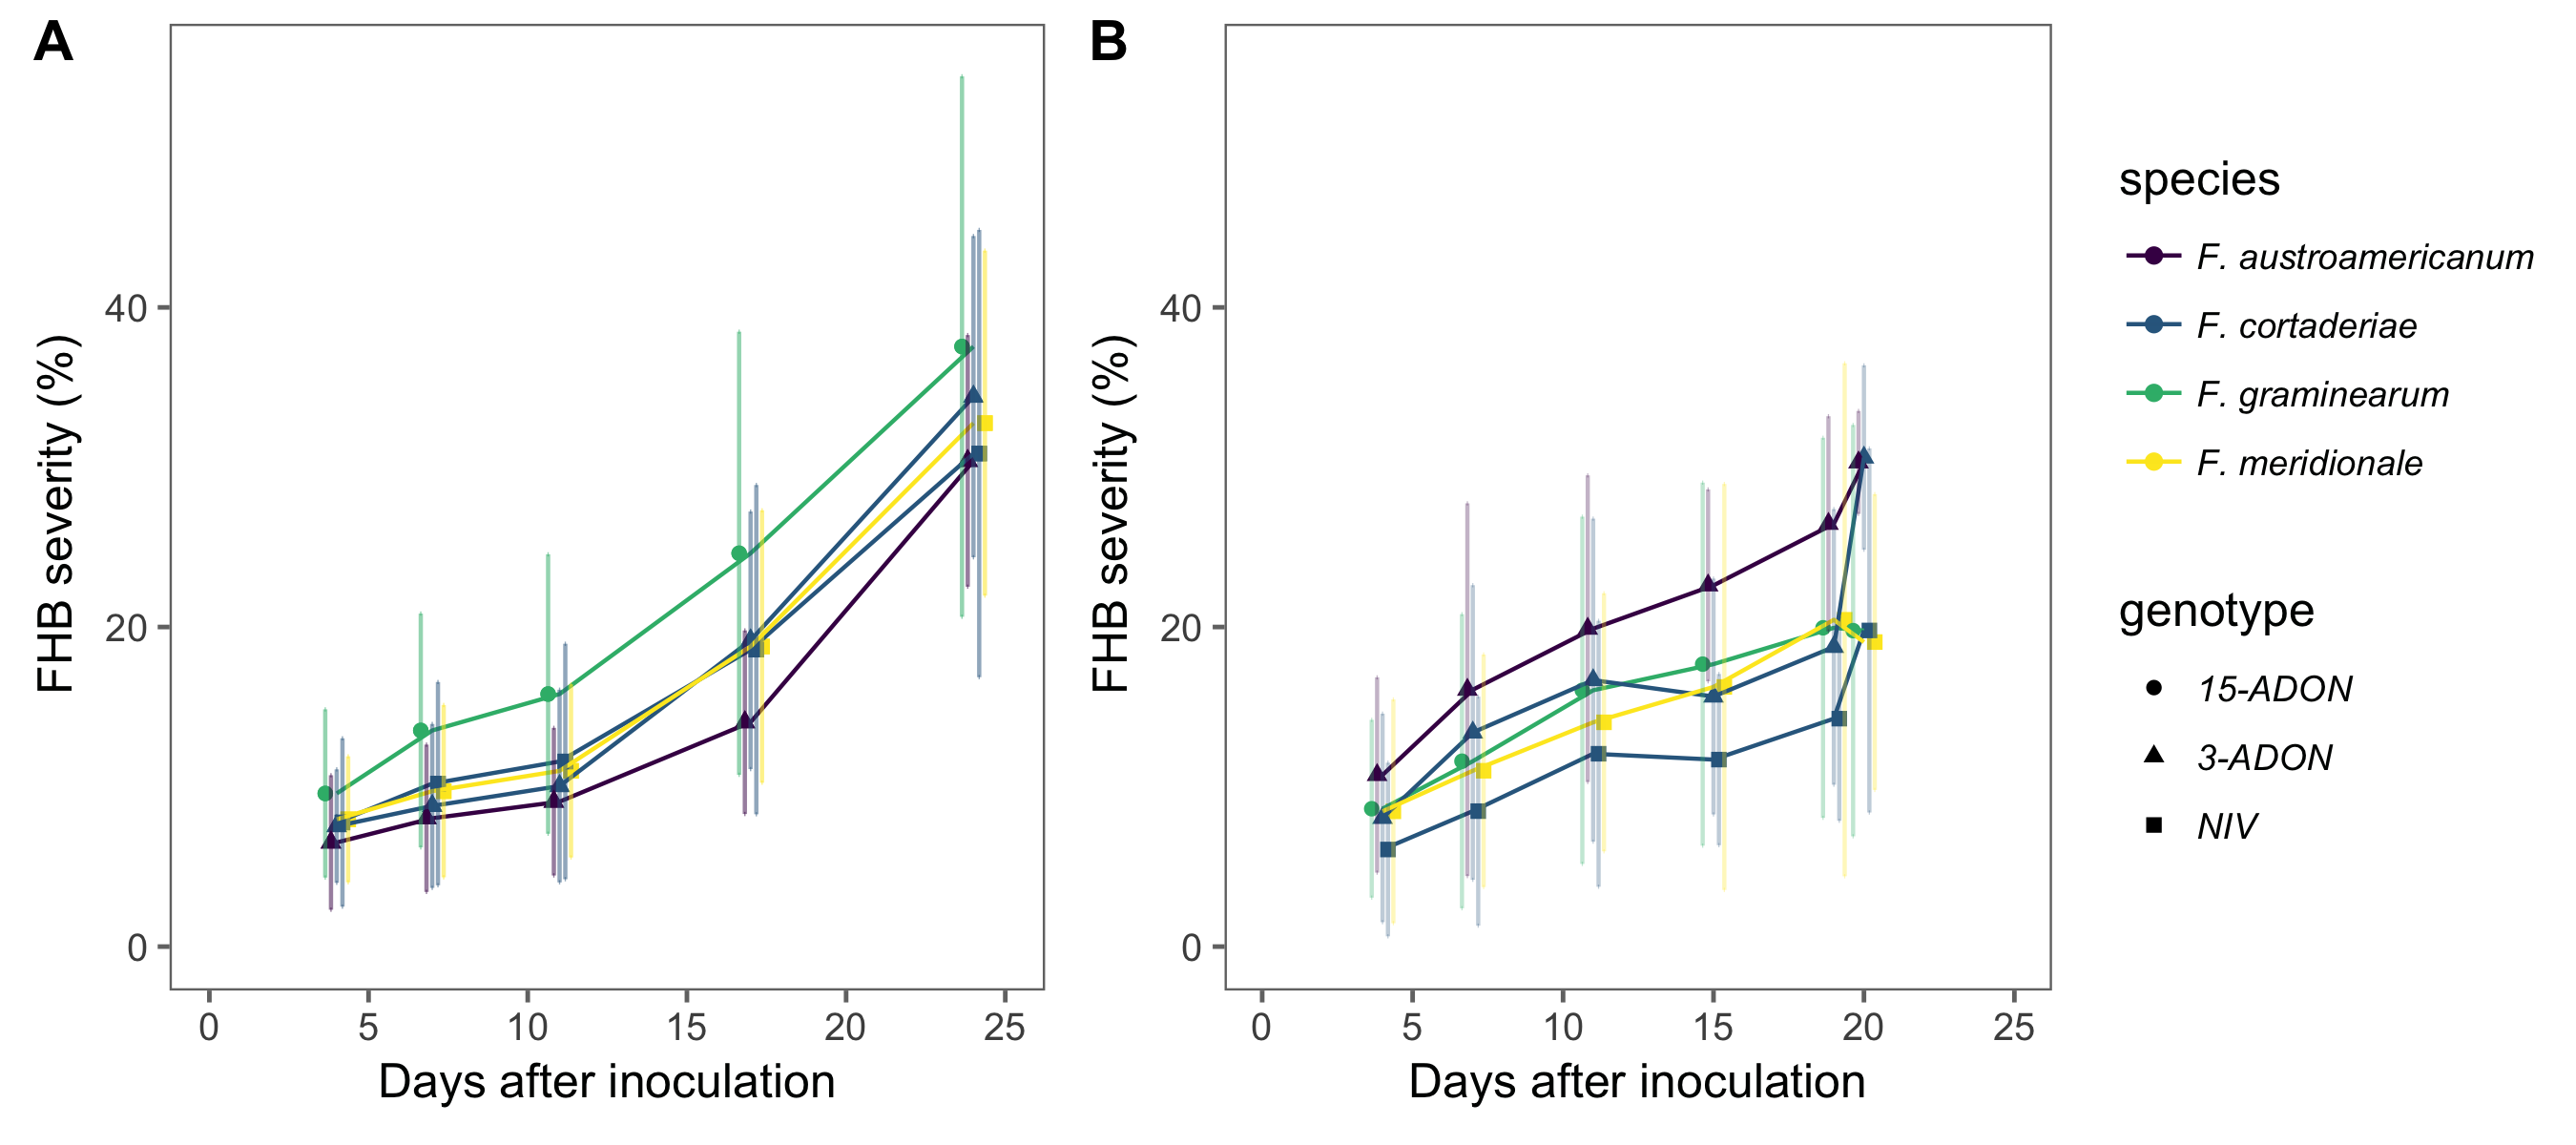 A
FHB severity (%)
40
20
0
0 5 10 15 20 25
Days after inoculation
B
FHB severity (%)
40
20
0
0 5 10 15 20 25
Days after inoculation
species
F. austroamericanum
F. cortaderiae
F. graminearum
F. meridionale
genotype
15-ADON
3-ADON
NIV